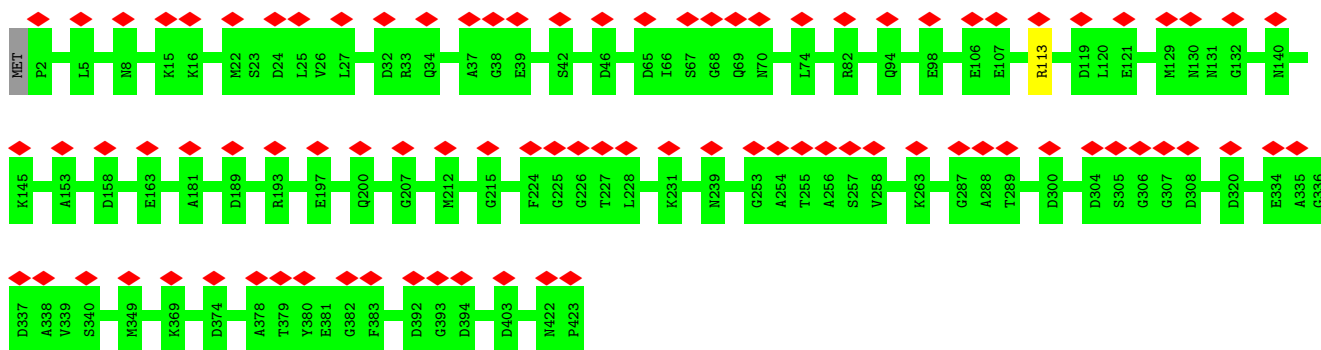 MET P2 L5 N8 K15 K16 M22 S23 D24 L25 V26 L27 D32 R33 Q34 A37 G38 E39 S42 D46 D65 I66 S67 G68 Q69 N70 L74 R82 Q94 E98 E106 E107 R113 D119 L120 E121 M129 N130 N131 G132 N140
K145 A153 D158 E163 A181 D189 R193 E197 Q200 G207 M212 G215 F224 G225 G226 T227 L228 K231 N239 G253 A254 T255 A256 S257 V258 K263 G287 A288 T289 D300 D304 S305 G306 G307 D308 D320 E334 A335 G336
D337 A338 V339 S340 M349 K369 D374 A378 T379 Y380 E381 G382 F383 D392 G393 D394 D403 N422 P423